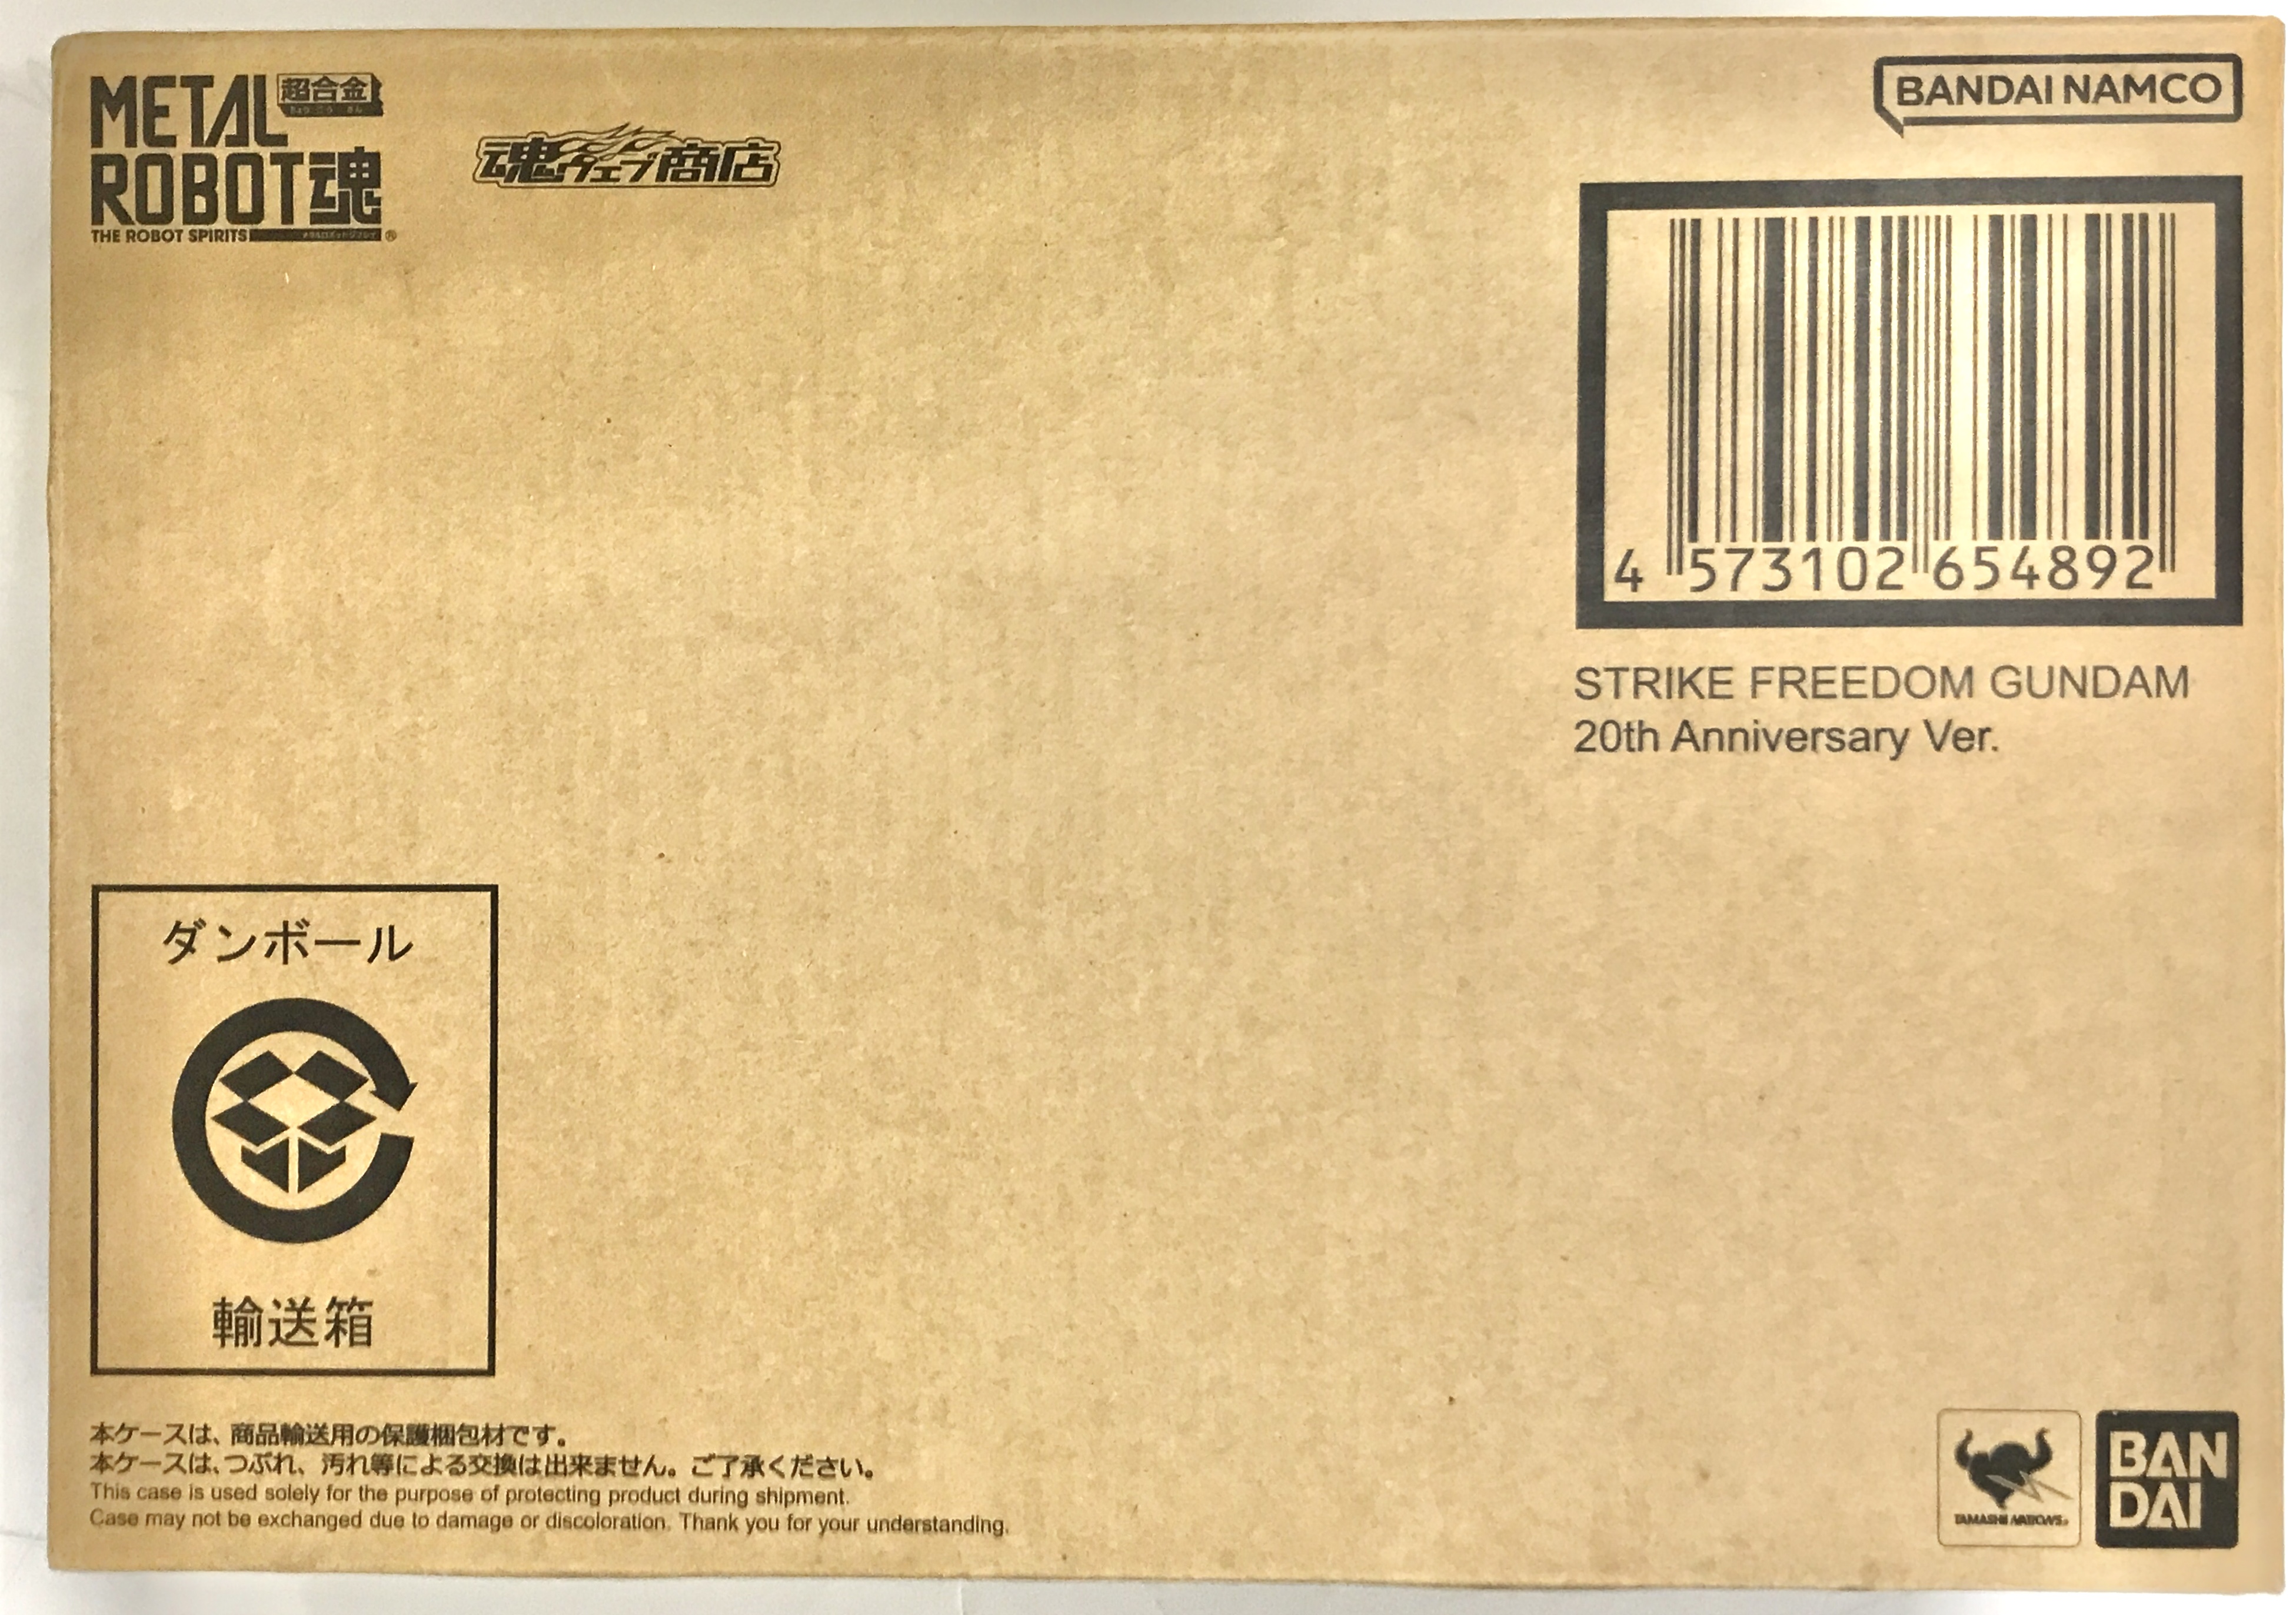 METAL 超合金
ROBOT魂
THE ROBOT SPIRITS ®
魂ウェブ商店
BANDAI NAMCO
4 573102 654892
STRIKE FREEDOM GUNDAM
20th Anniversary Ver.
ダンボール
輸送箱
本ケースは、商品輸送用の保護梱包材です。
本ケースは、つぶれ、汚れ等による交換は出来ません。ご了承ください。
This case is used solely for the purpose of protecting product during shipment.
Case may not be exchanged due to damage or discoloration. Thank you for your understanding.
TAMASHII NATIONS
BAN
DAI